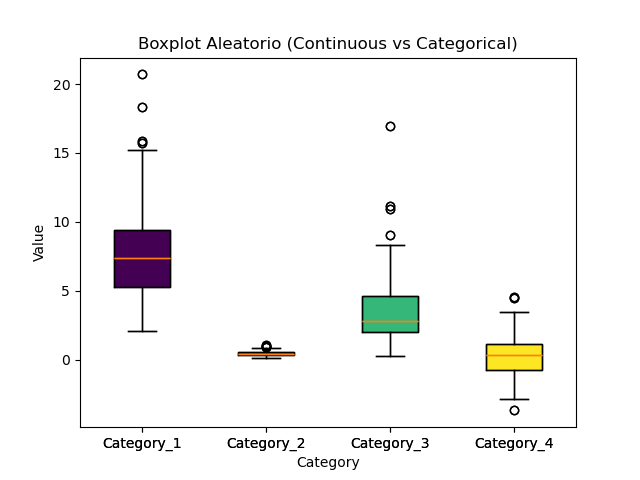 Boxplot Aleatorio (Continuous vs Categorical)
20
15
10
5
0
Value
Category_1 Category_2 Category_3 Category_4
Category